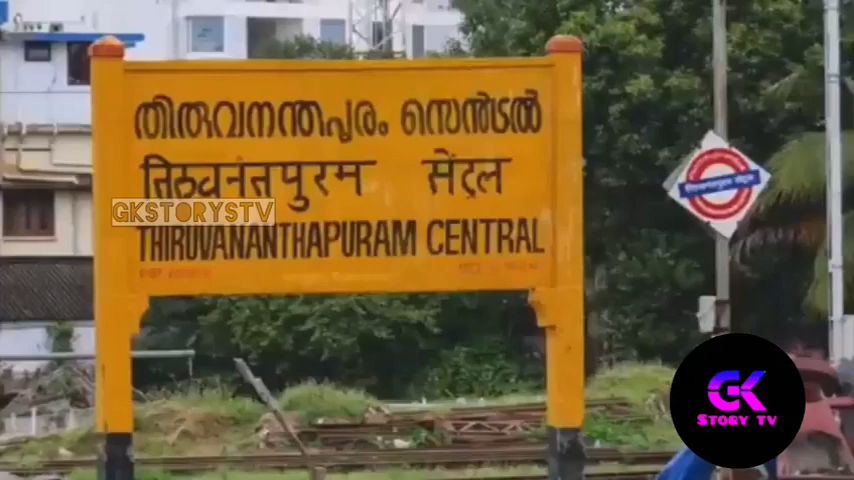 തിരുവനന്തപുരം സെൻട്രൽ
तिरुवनंतपुरम सेंट्रल
GKSTORYSTV
THIRUVANANTHAPURAM CENTRAL
GK
STORY TV